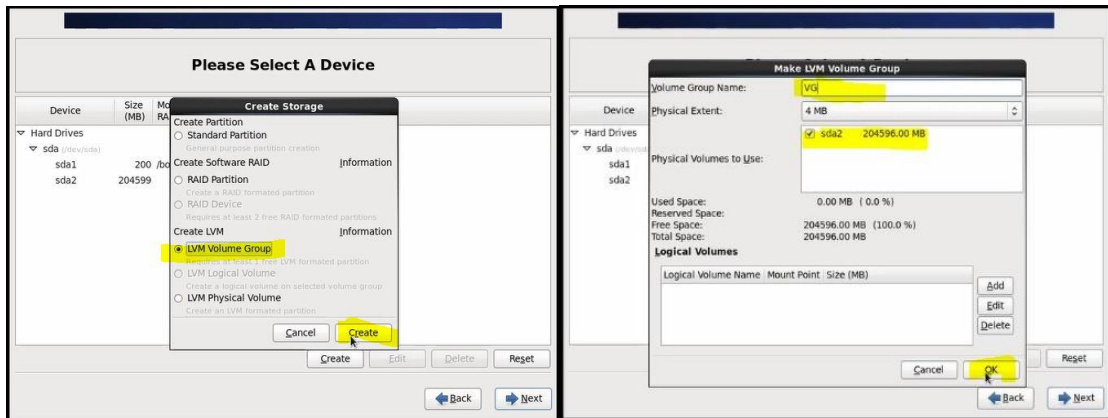 Please Select A Device
Device
Size (MB)
Mo
RA
Hard Drives
sda (/dev/sda)
sda1 200 /bo
sda2 204599
Create Storage
Create Partition
Standard Partition
General purpose partition creation
Create Software RAID Information
RAID Partition
Create a RAID formated partition
RAID Device
Requires at least 2 free RAID formated partitions
Create LVM Information
LVM Volume Group
Requires at least 1 free LVM formated partition
LVM Logical Volume
Create a logical volume on selected volume group
LVM Physical Volume
Create an LVM formated partition
Cancel Create
Create Edit Delete Reset
Back Next
Make LVM Volume Group
Device
Hard Drives
sda
sda1
sda2
Volume Group Name: VG
Physical Extent: 4 MB
Physical Volumes to Use:
sda2 204596.00 MB
Used Space: 0.00 MB ( 0.0 %)
Reserved Space:
Free Space: 204596.00 MB (100.0 %)
Total Space: 204596.00 MB
Logical Volumes
Logical Volume Name Mount Point Size (MB)
Add
Edit
Delete
Cancel OK
Reset
Back Next